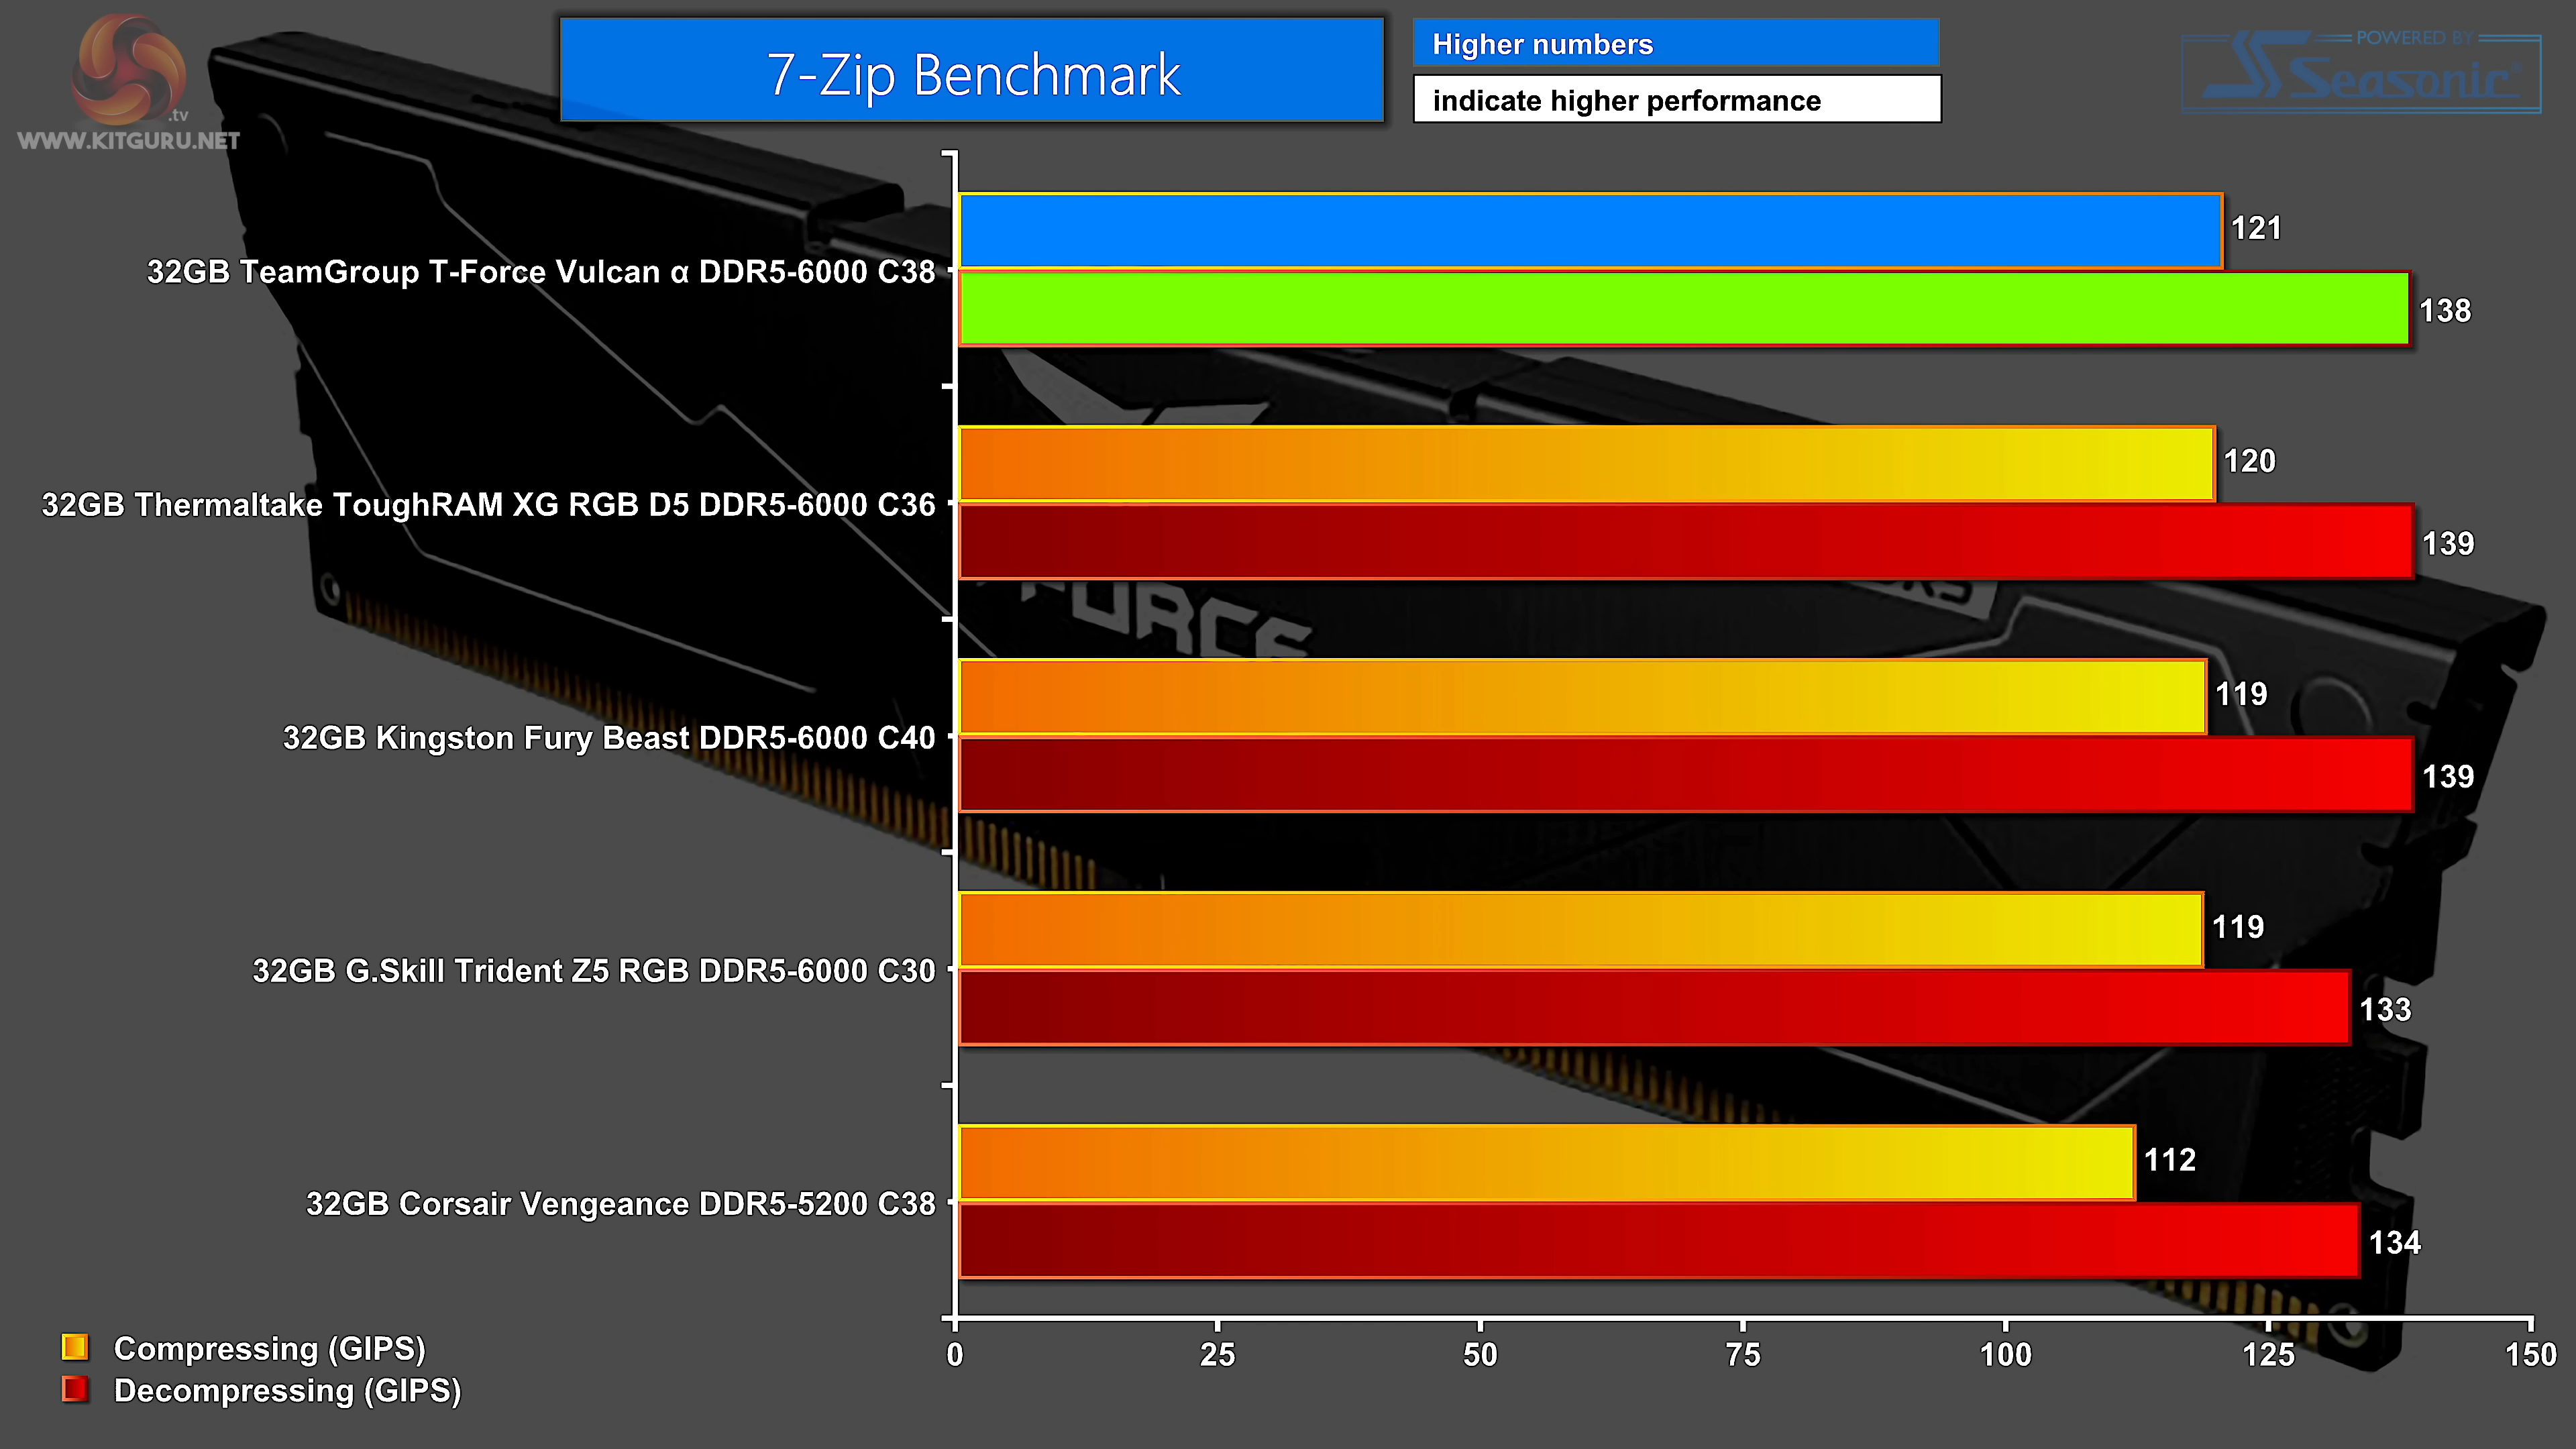 .tv
WWW.KITGURU.NET
7-Zip Benchmark
Higher numbers
indicate higher performance
POWERED BY
Seasonic
32GB TeamGroup T-Force Vulcan α DDR5-6000 C38
121
138
32GB Thermaltake ToughRAM XG RGB D5 DDR5-6000 C36
120
139
FORCE
32GB Kingston Fury Beast DDR5-6000 C40
119
139
32GB G.Skill Trident Z5 RGB DDR5-6000 C30
119
133
32GB Corsair Vengeance DDR5-5200 C38
112
134
0 25 50 75 100 125 150
Compressing (GIPS)
Decompressing (GIPS)